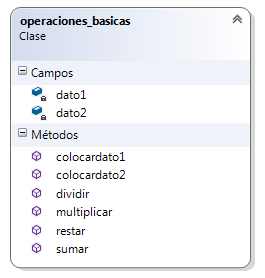 operaciones_basicas
Clase
Campos
dato1
dato2
Métodos
colocardato1
colocardato2
dividir
multiplicar
restar
sumar